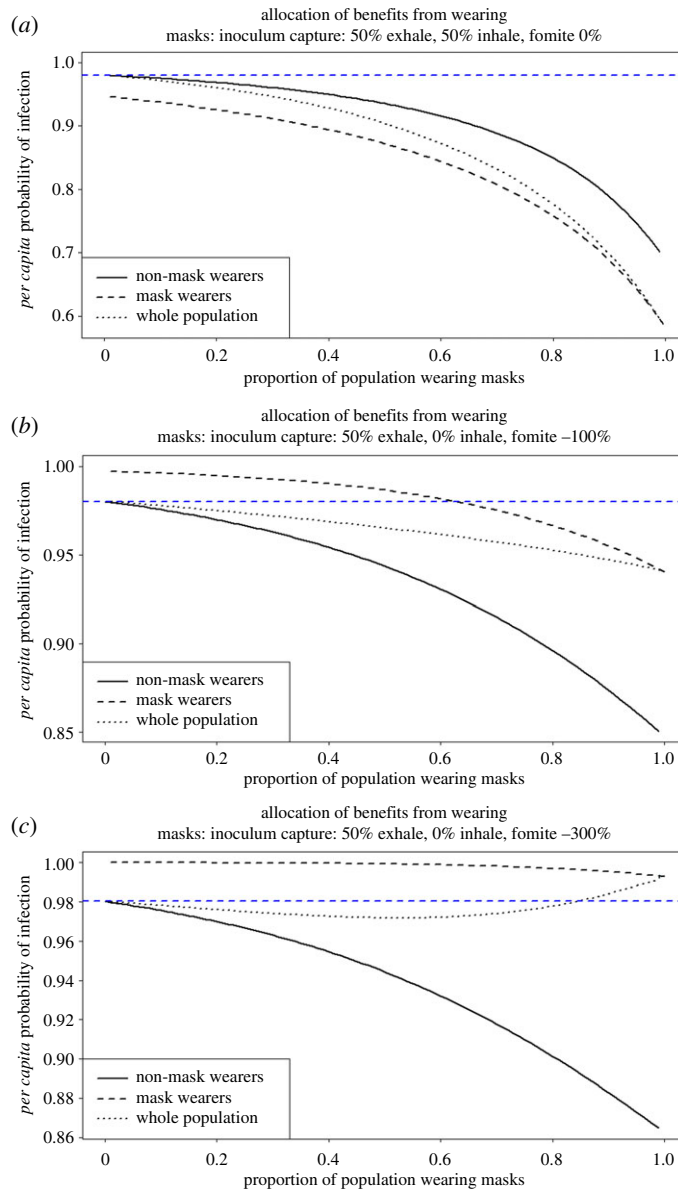 (a)
allocation of benefits from wearing
masks: inoculum capture: 50% exhale, 50% inhale, fomite 0%
1.0
0.9
0.8
0.7
0.6
per capita probability of infection
non-mask wearers
mask wearers
whole population
0 0.2 0.4 0.6 0.8 1.0
proportion of population wearing masks
(b)
allocation of benefits from wearing
masks: inoculum capture: 50% exhale, 0% inhale, fomite –100%
1.00
0.95
0.90
0.85
per capita probability of infection
non-mask wearers
mask wearers
whole population
0 0.2 0.4 0.6 0.8 1.0
proportion of population wearing masks
(c)
allocation of benefits from wearing
masks: inoculum capture: 50% exhale, 0% inhale, fomite –300%
1.00
0.98
0.96
0.94
0.92
0.90
0.88
0.86
per capita probability of infection
non-mask wearers
mask wearers
whole population
0 0.2 0.4 0.6 0.8 1.0
proportion of population wearing masks